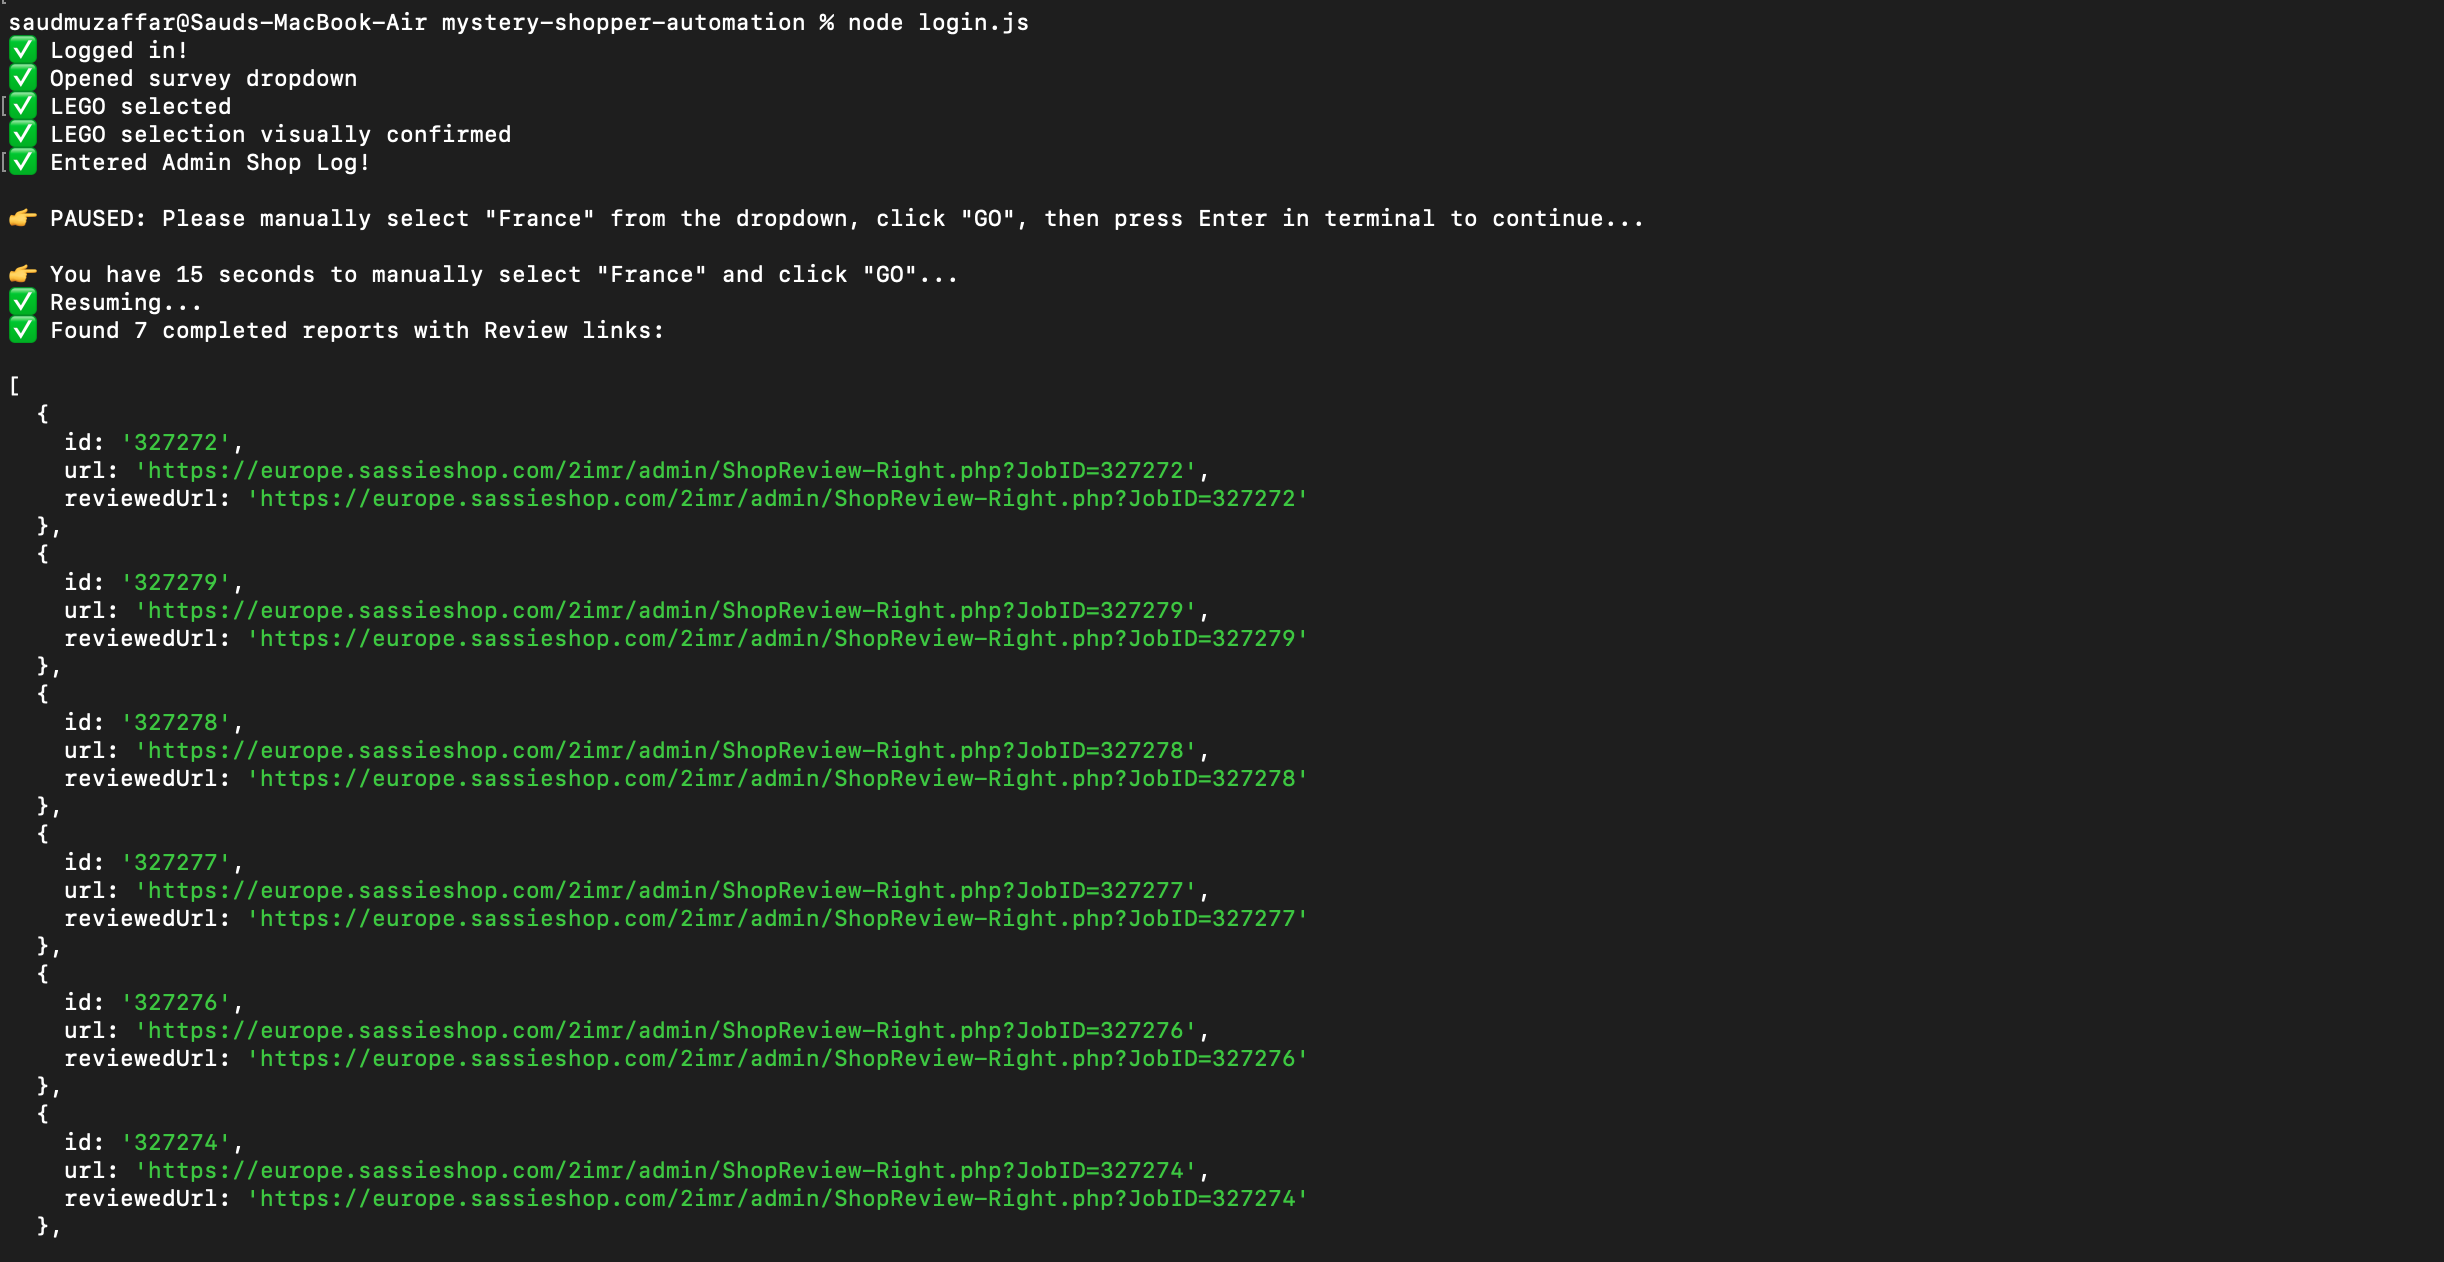 saudmuzaffar@Sauds-MacBook-Air mystery-shopper-automation % node login.js
✅ Logged in!
✅ Opened survey dropdown
[✅ LEGO selected
✅ LEGO selection visually confirmed
[✅ Entered Admin Shop Log!
👉 PAUSED: Please manually select "France" from the dropdown, click "GO", then press Enter in terminal to continue...
👉 You have 15 seconds to manually select "France" and click "GO"...
✅ Resuming...
✅ Found 7 completed reports with Review links:
[
  {
    id: '327272',
    url: 'https://europe.sassieshop.com/2imr/admin/ShopReview-Right.php?JobID=327272',
    reviewedUrl: 'https://europe.sassieshop.com/2imr/admin/ShopReview-Right.php?JobID=327272'
  },
  {
    id: '327279',
    url: 'https://europe.sassieshop.com/2imr/admin/ShopReview-Right.php?JobID=327279',
    reviewedUrl: 'https://europe.sassieshop.com/2imr/admin/ShopReview-Right.php?JobID=327279'
  },
  {
    id: '327278',
    url: 'https://europe.sassieshop.com/2imr/admin/ShopReview-Right.php?JobID=327278',
    reviewedUrl: 'https://europe.sassieshop.com/2imr/admin/ShopReview-Right.php?JobID=327278'
  },
  {
    id: '327277',
    url: 'https://europe.sassieshop.com/2imr/admin/ShopReview-Right.php?JobID=327277',
    reviewedUrl: 'https://europe.sassieshop.com/2imr/admin/ShopReview-Right.php?JobID=327277'
  },
  {
    id: '327276',
    url: 'https://europe.sassieshop.com/2imr/admin/ShopReview-Right.php?JobID=327276',
    reviewedUrl: 'https://europe.sassieshop.com/2imr/admin/ShopReview-Right.php?JobID=327276'
  },
  {
    id: '327274',
    url: 'https://europe.sassieshop.com/2imr/admin/ShopReview-Right.php?JobID=327274',
    reviewedUrl: 'https://europe.sassieshop.com/2imr/admin/ShopReview-Right.php?JobID=327274'
  },